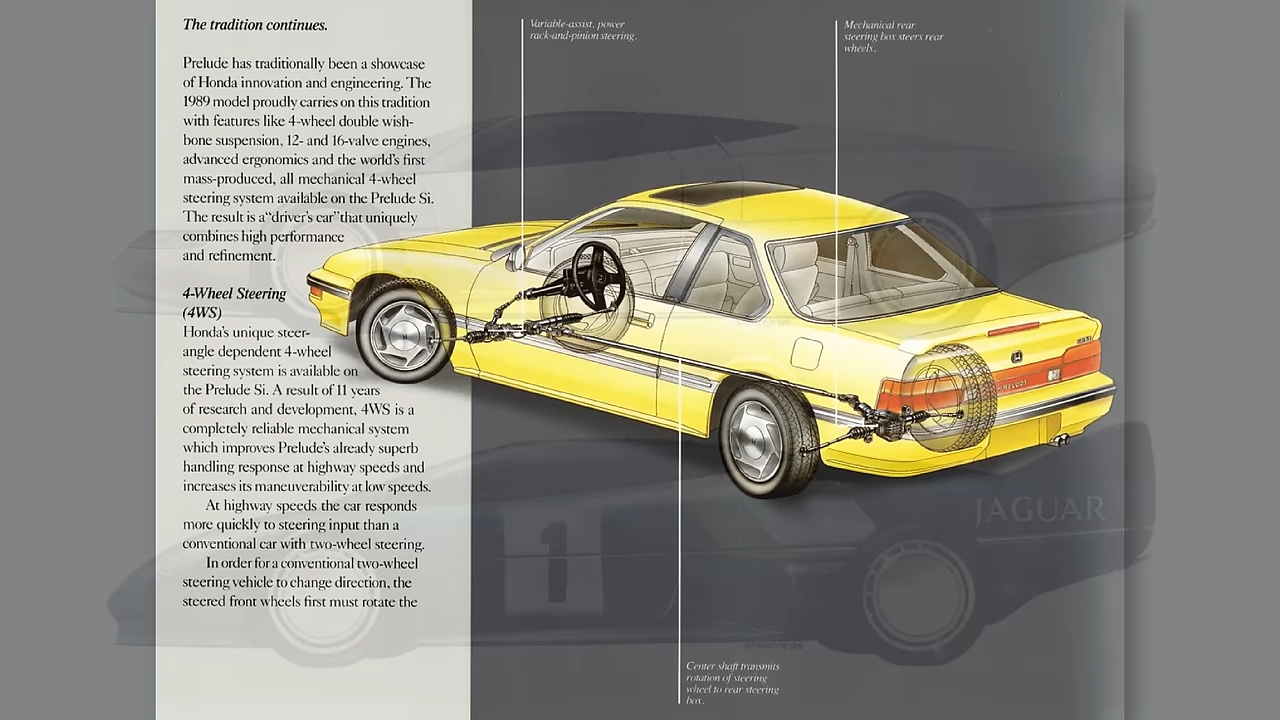 The tradition continues.
Prelude has traditionally been a showcase
of Honda innovation and engineering. The
1989 model proudly carries on this tradition
with features like 4-wheel double wish-
bone suspension, 12- and 16-valve engines,
advanced ergonomics and the world's first
mass-produced, all mechanical 4-wheel
steering system available on the Prelude Si.
The result is a "driver's car" that uniquely
combines high performance
and refinement.
4-Wheel Steering
(4WS)
Honda's unique steer-
angle dependent 4-wheel
steering system is available on
the Prelude Si. A result of 11 years
of research and development, 4WS is a
completely reliable mechanical system
which improves Prelude's already superb
handling response at highway speeds and
increases its maneuverability at low speeds.
At highway speeds the car responds
more quickly to steering input than a
conventional car with two-wheel steering.
In order for a conventional two-wheel
steering vehicle to change direction, the
steered front wheels first must rotate the
Variable-assist, power
rack-and-pinion steering.
Mechanical rear
steering box steers rear
wheels.
PRELUDE
1
JAGUAR
Center shaft transmits
rotation of steering
wheel to rear steering
box.